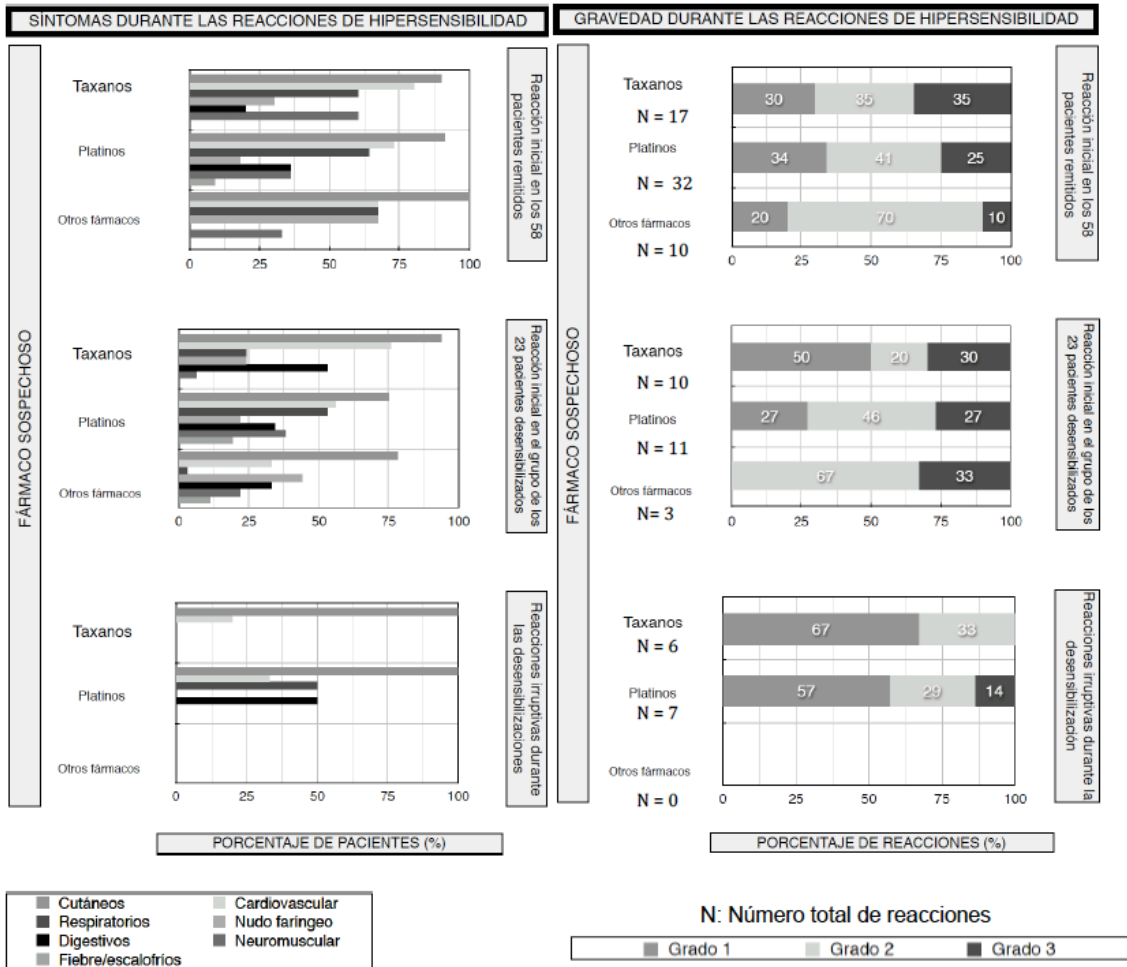 SÍNTOMAS DURANTE LAS REACCIONES DE HIPERSENSIBILIDAD
FÁRMACO SOSPECHOSO
Taxanos
Platinos
Otros fármacos
0 25 50 75 100
Reacción inicial en los 58
pacientes remitidos
Taxanos
Platinos
Otros fármacos
0 25 50 75 100
Reacción inicial en el grupo de los
23 pacientes desensibilizados
Taxanos
Platinos
Otros fármacos
0 25 50 75 100
Reacciones irruptivas durante
las desensibilizaciones
PORCENTAJE DE PACIENTES (%)
Cutáneos Cardiovascular
Respiratorios Nudo faríngeo
Digestivos Neuromuscular
Fiebre/escalofríos
GRAVEDAD DURANTE LAS REACCIONES DE HIPERSENSIBILIDAD
FÁRMACO SOSPECHOSO
Taxanos
N = 17
30 35 35
Platinos
N = 32
34 41 25
Otros fármacos
N = 10
20 70 10
0 25 50 75 100
Reacción inicial en los 58
pacientes remitidos
Taxanos
N = 10
50 20 30
Platinos
N = 11
27 46 27
Otros fármacos
N= 3
67 33
0 25 50 75 100
Reacción inicial en el grupo de los
23 pacientes desensibilizados
Taxanos
N = 6
67 33
Platinos
N = 7
57 29 14
Otros fármacos
N = 0
0 25 50 75 100
Reacciones irruptivas durante la
desensibilización
PORCENTAJE DE REACCIONES (%)
N: Número total de reacciones
Grado 1 Grado 2 Grado 3